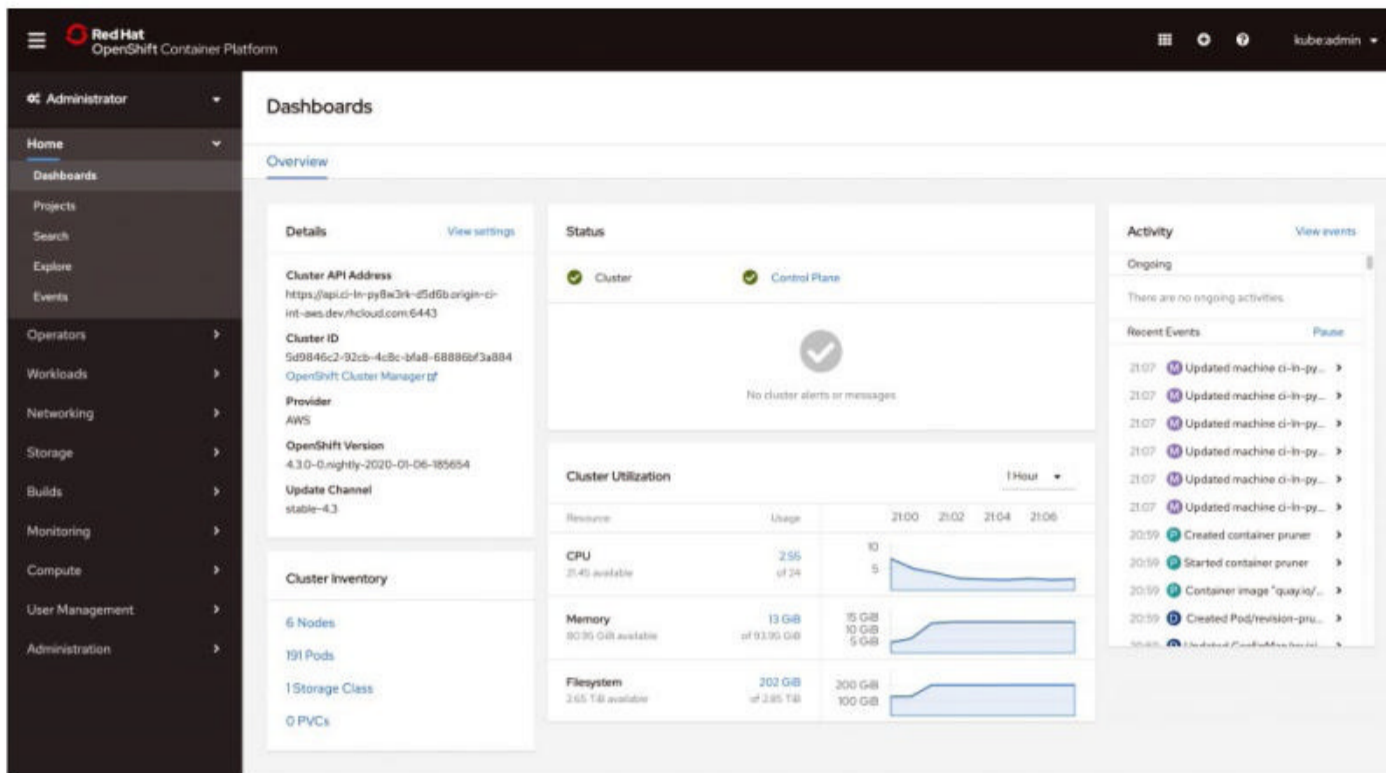 Red Hat
OpenShift Container Platform
kube:admin
Administrator
Home
Dashboards
Projects
Search
Explore
Events
Operators
Workloads
Networking
Storage
Builds
Monitoring
Compute
User Management
Administration
Dashboards
Overview
Details
View settings
Cluster API Address
https://api.ci-ln-py8w3rk-d5d6b.origin-ci-
int-aws.dev.rhcloud.com:6443
Cluster ID
5d9846c2-92cb-4c8c-bfa8-68886bf3a884
OpenShift Cluster Manager
Provider
AWS
OpenShift Version
4.3.0-0.nightly-2020-01-06-185654
Update Channel
stable-4.3
Cluster Inventory
6 Nodes
191 Pods
1 Storage Class
0 PVCs
Status
Cluster
Control Plane
No cluster alerts or messages
Cluster Utilization
1 Hour
Resource Usage 21:00 21:02 21:04 21:06
CPU 2.55
21.45 available of 24
10
5
Memory 13 GiB
80.95 GiB available of 93.95 GiB
15 GiB
10 GiB
5 GiB
Filesystem 202 GiB
2.65 TiB available of 2.85 TiB
200 GiB
100 GiB
Activity
View events
Ongoing
There are no ongoing activities.
Recent Events
Pause
21:07 M Updated machine ci-ln-py...
21:07 M Updated machine ci-ln-py...
21:07 M Updated machine ci-ln-py...
21:07 M Updated machine ci-ln-py...
21:07 M Updated machine ci-ln-py...
21:07 M Updated machine ci-ln-py...
20:59 P Created container pruner
20:59 P Started container pruner
20:59 P Container image "quay.io/...
20:59 D Created Pod/revision-pru...